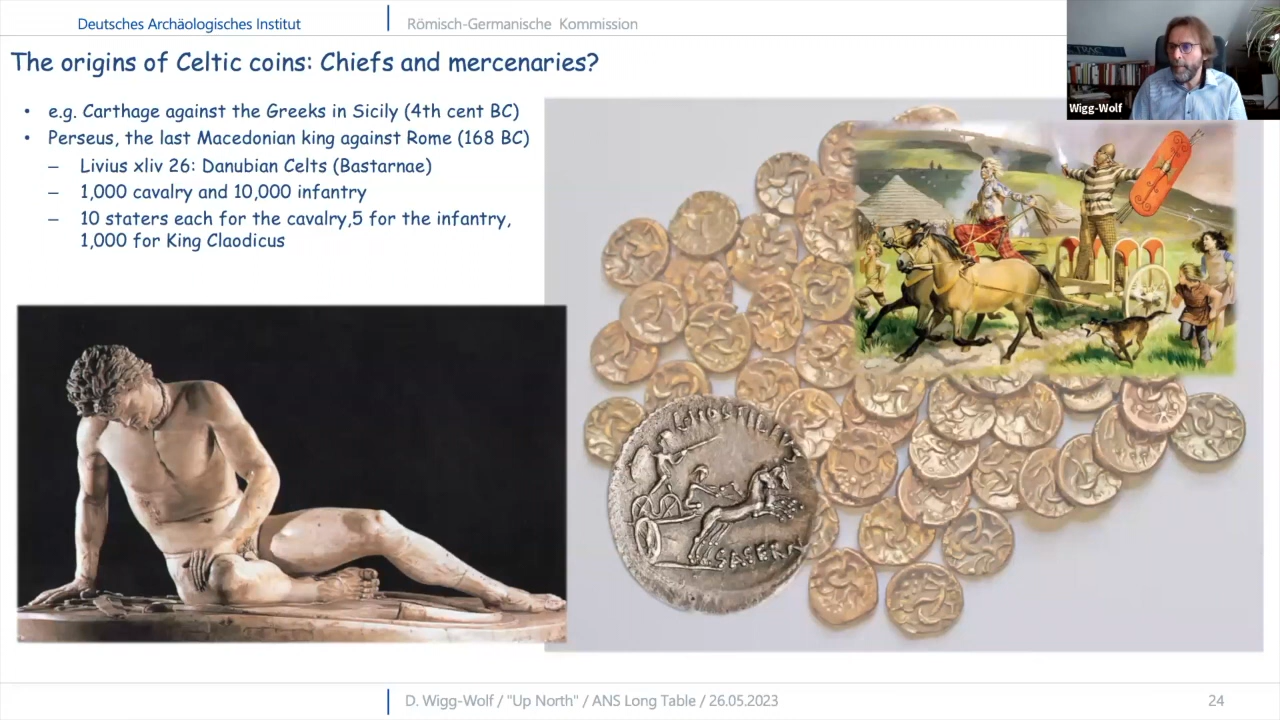 Deutsches Archäologisches Institut
Römisch-Germanische Kommission
The origins of Celtic coins: Chiefs and mercenaries?
• e.g. Carthage against the Greeks in Sicily (4th cent BC)
• Perseus, the last Macedonian king against Rome (168 BC)
– Livius xliv 26: Danubian Celts (Bastarnae)
– 1,000 cavalry and 10,000 infantry
– 10 staters each for the cavalry,5 for the infantry,
1,000 for King Claodicus
Wigg-Wolf
L·HOSTILIVS
SASERN
D. Wigg-Wolf / "Up North" / ANS Long Table / 26.05.2023
24